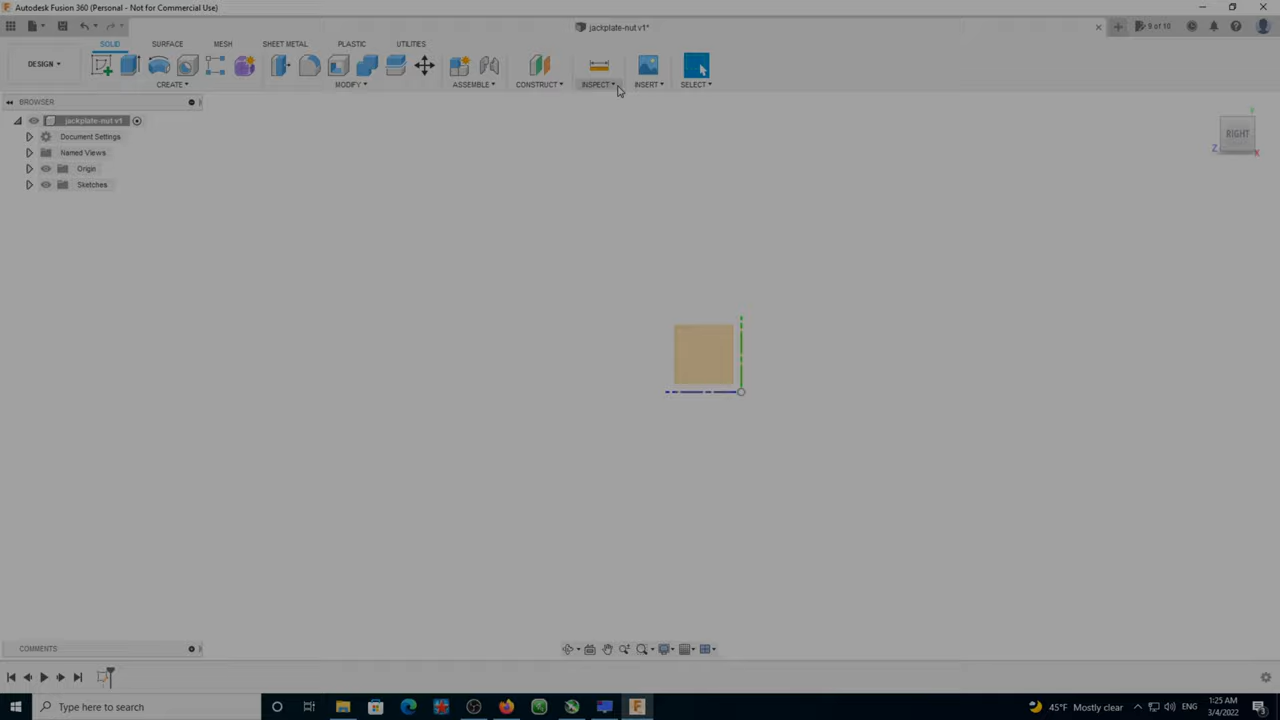 Autodesk Fusion 360 (Personal - Not for Commercial Use)
jackplate-nut v1*
9 of 10
SOLID
SURFACE
MESH
SHEET METAL
PLASTIC
UTILITIES
DESIGN
CREATE
MODIFY
ASSEMBLE
CONSTRUCT
INSPECT
INSERT
SELECT
BROWSER
jackplate-nut v1
Document Settings
Named Views
Origin
Sketches
Y
RIGHT
Z
X
COMMENTS
Type here to search
45°F Mostly clear
ENG
1:25 AM
3/4/2022
3